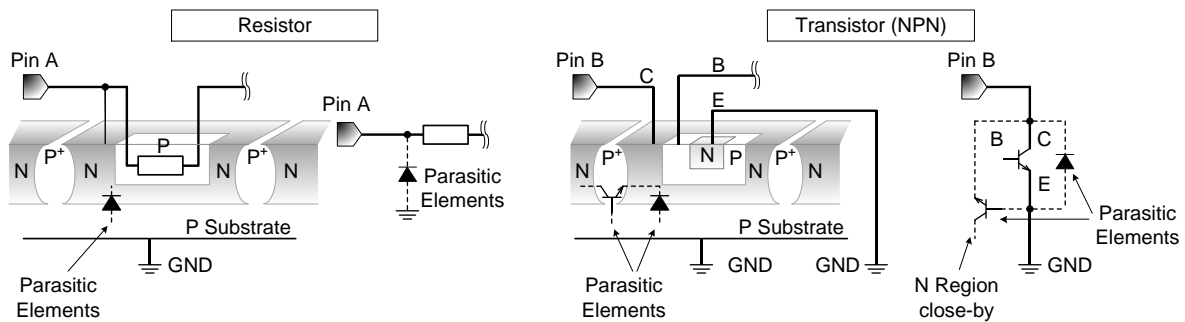 Resistor
Pin A
N
P+
N
P
N
P+
N
Parasitic
Elements
P Substrate
GND
Pin A
Parasitic
Elements
Transistor (NPN)
Pin B
C
B
E
N
P+
N
N
P
P+
N
N
P Substrate
GND
GND
Parasitic
Elements
Pin B
B
C
E
Parasitic
Elements
GND
N Region
close-by